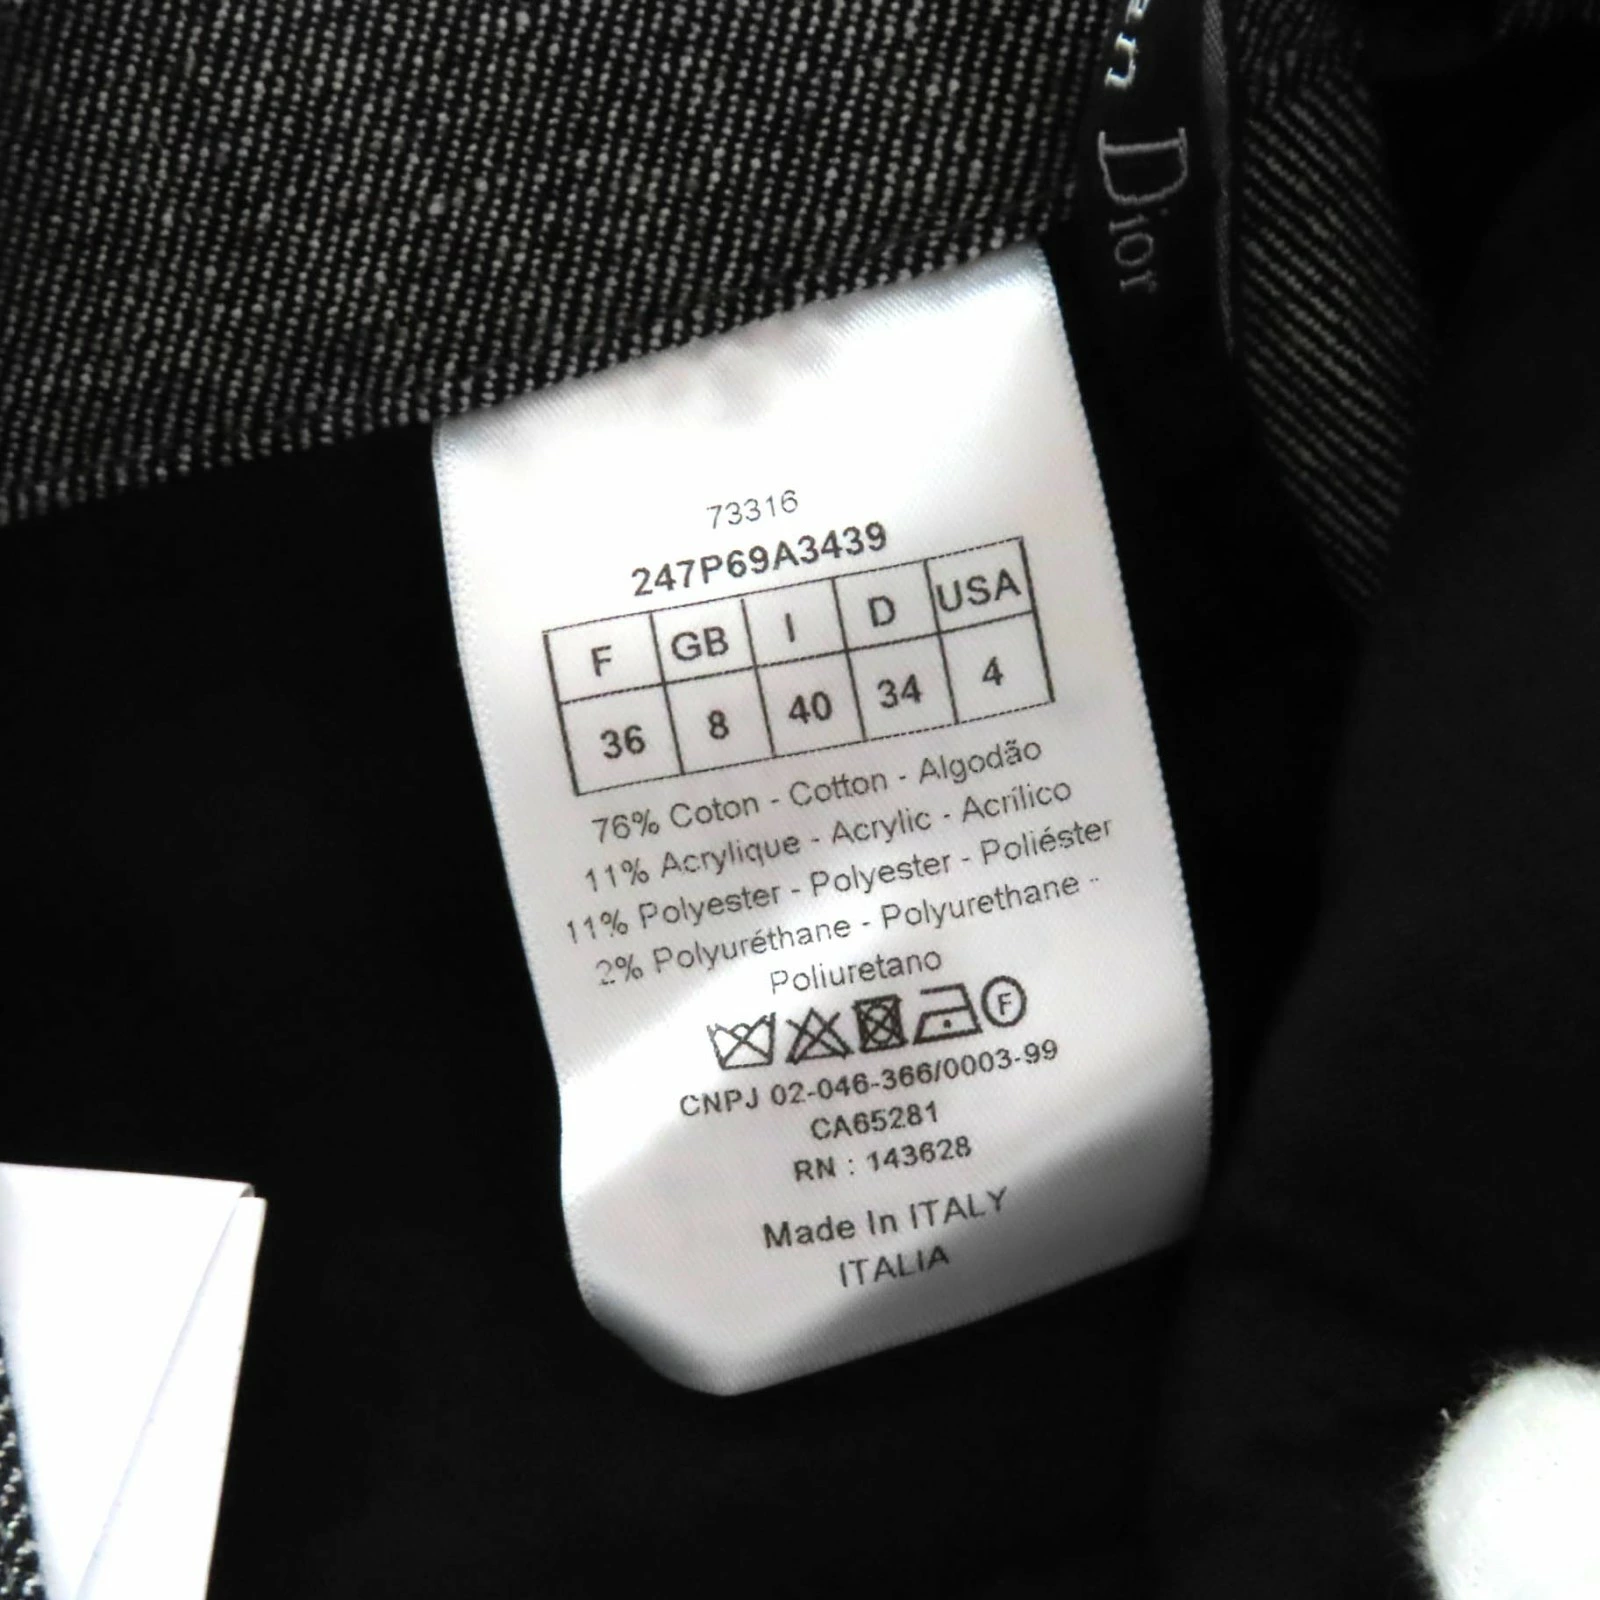 Dior
73316
247P69A3439
F GB I D USA
36 8 40 34 4
76% Coton - Cotton - Algodão
11% Acrylique - Acrylic - Acrílico
11% Polyester - Polyester - Poliéster
2% Polyuréthane - Polyurethane -
Poliuretano
F
CNPJ 02-046-366/0003-99
CA65281
RN : 143628
Made In ITALY
ITALIA